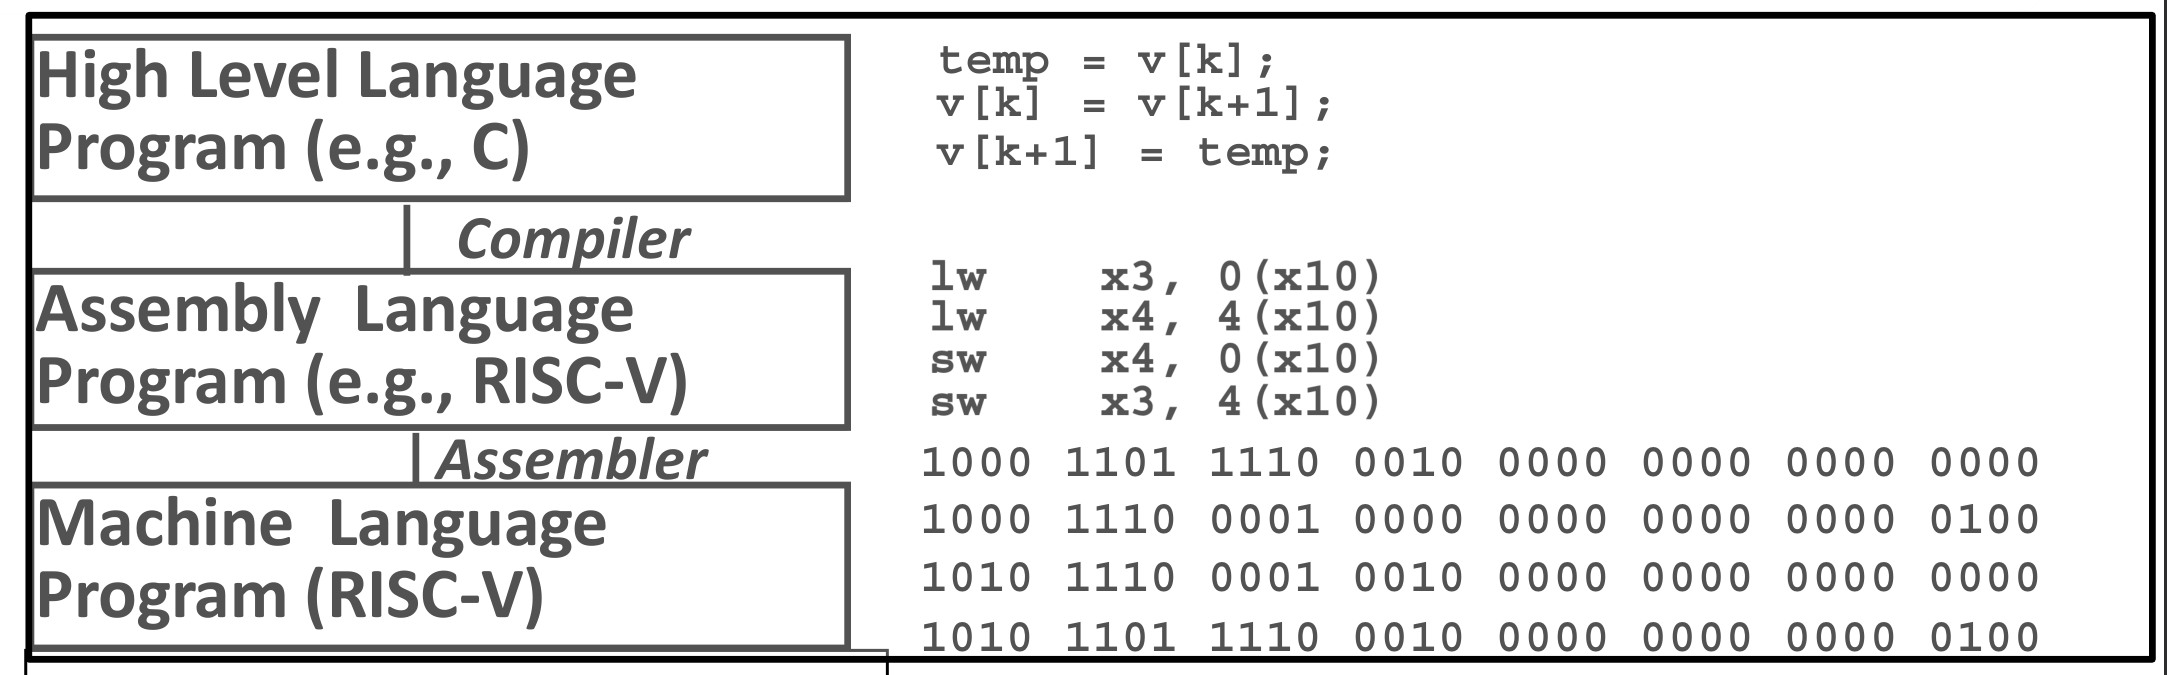 High Level Language
Program (e.g., C)
temp = v[k];
v[k] = v[k+1];
v[k+1] = temp;
Compiler
Assembly Language
Program (e.g., RISC-V)
lw x3, 0(x10)
lw x4, 4(x10)
sw x4, 0(x10)
sw x3, 4(x10)
Assembler
Machine Language
Program (RISC-V)
1000 1101 1110 0010 0000 0000 0000 0000
1000 1110 0001 0000 0000 0000 0000 0100
1010 1110 0001 0010 0000 0000 0000 0000
1010 1101 1110 0010 0000 0000 0000 0100